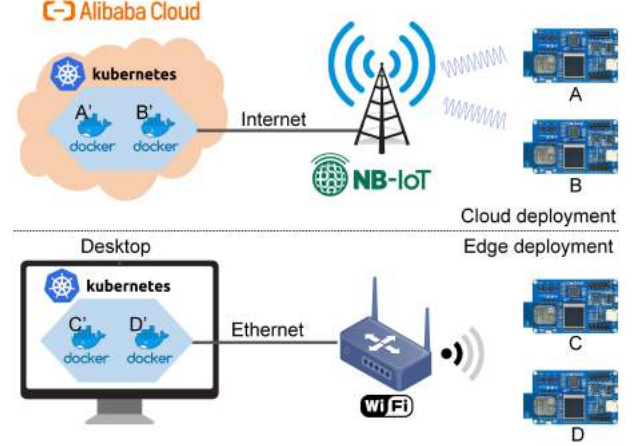 Alibaba Cloud
kubernetes
A' B'
docker docker
Internet
NB-IoT
A
B
Cloud deployment
Desktop
Edge deployment
kubernetes
C' D'
docker docker
Ethernet
WiFi
C
D